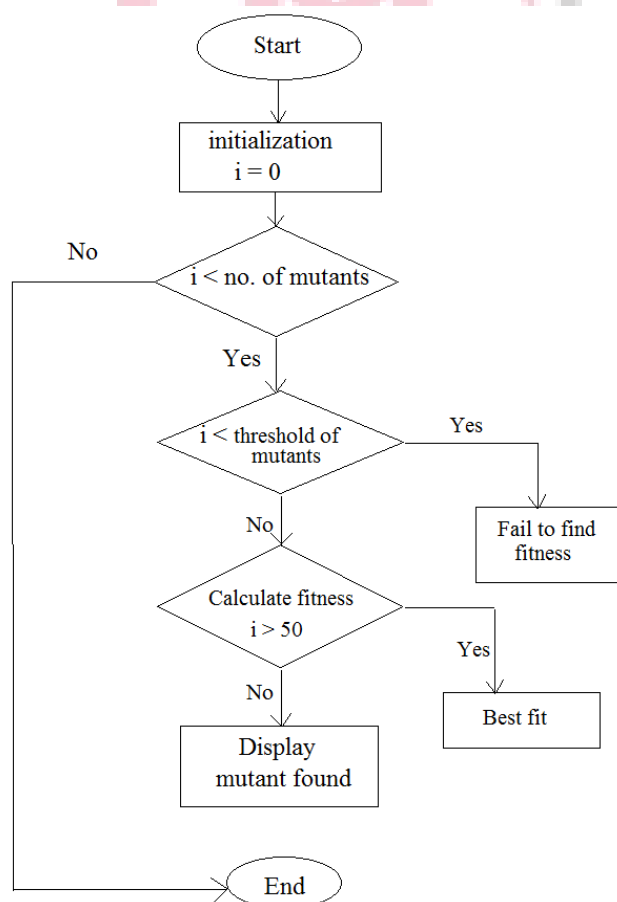 Start
initialization
i = 0
No
i < no. of mutants
Yes
i < threshold of
mutants
Yes
Fail to find
fitness
No
Calculate fitness
i > 50
Yes
Best fit
No
Display
mutant found
End